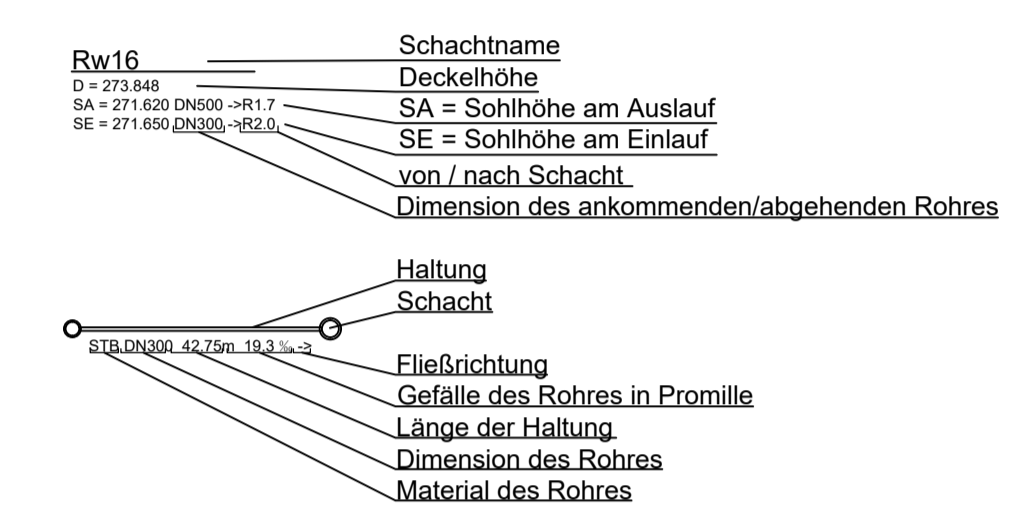 Rw16
D = 273.848
SA = 271.620 DN500 ->R1.7
SE = 271.650 DN300 ->R2.0
Schachtname
Deckelhöhe
SA = Sohlhöhe am Auslauf
SE = Sohlhöhe am Einlauf
von / nach Schacht
Dimension des ankommenden/abgehenden Rohres
Haltung
Schacht
STB DN300 42.75m 19.3 ‰ ->
Fließrichtung
Gefälle des Rohres in Promille
Länge der Haltung
Dimension des Rohres
Material des Rohres